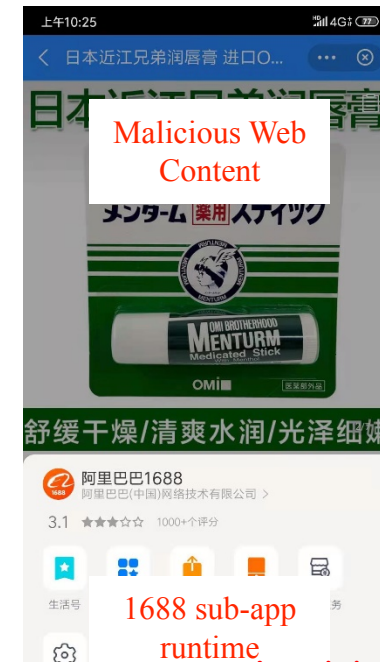 上午10:25
4G 77
日本近江兄弟润唇膏 进口O...
日本近江兄弟润唇膏
Malicious Web
Content
メンターム 薬用 スティック
MENTURM
OMI BROTHERHOOD
MENTURM
Medicated Stick
With Menthol
OMI
医薬部外品
舒缓干燥/清爽水润/光泽细嫩
阿里巴巴1688
1688
阿里巴巴(中国)网络技术有限公司 >
3.1 ★★★☆☆ 1000+个评分
生活号
务
1688 sub-app
runtime